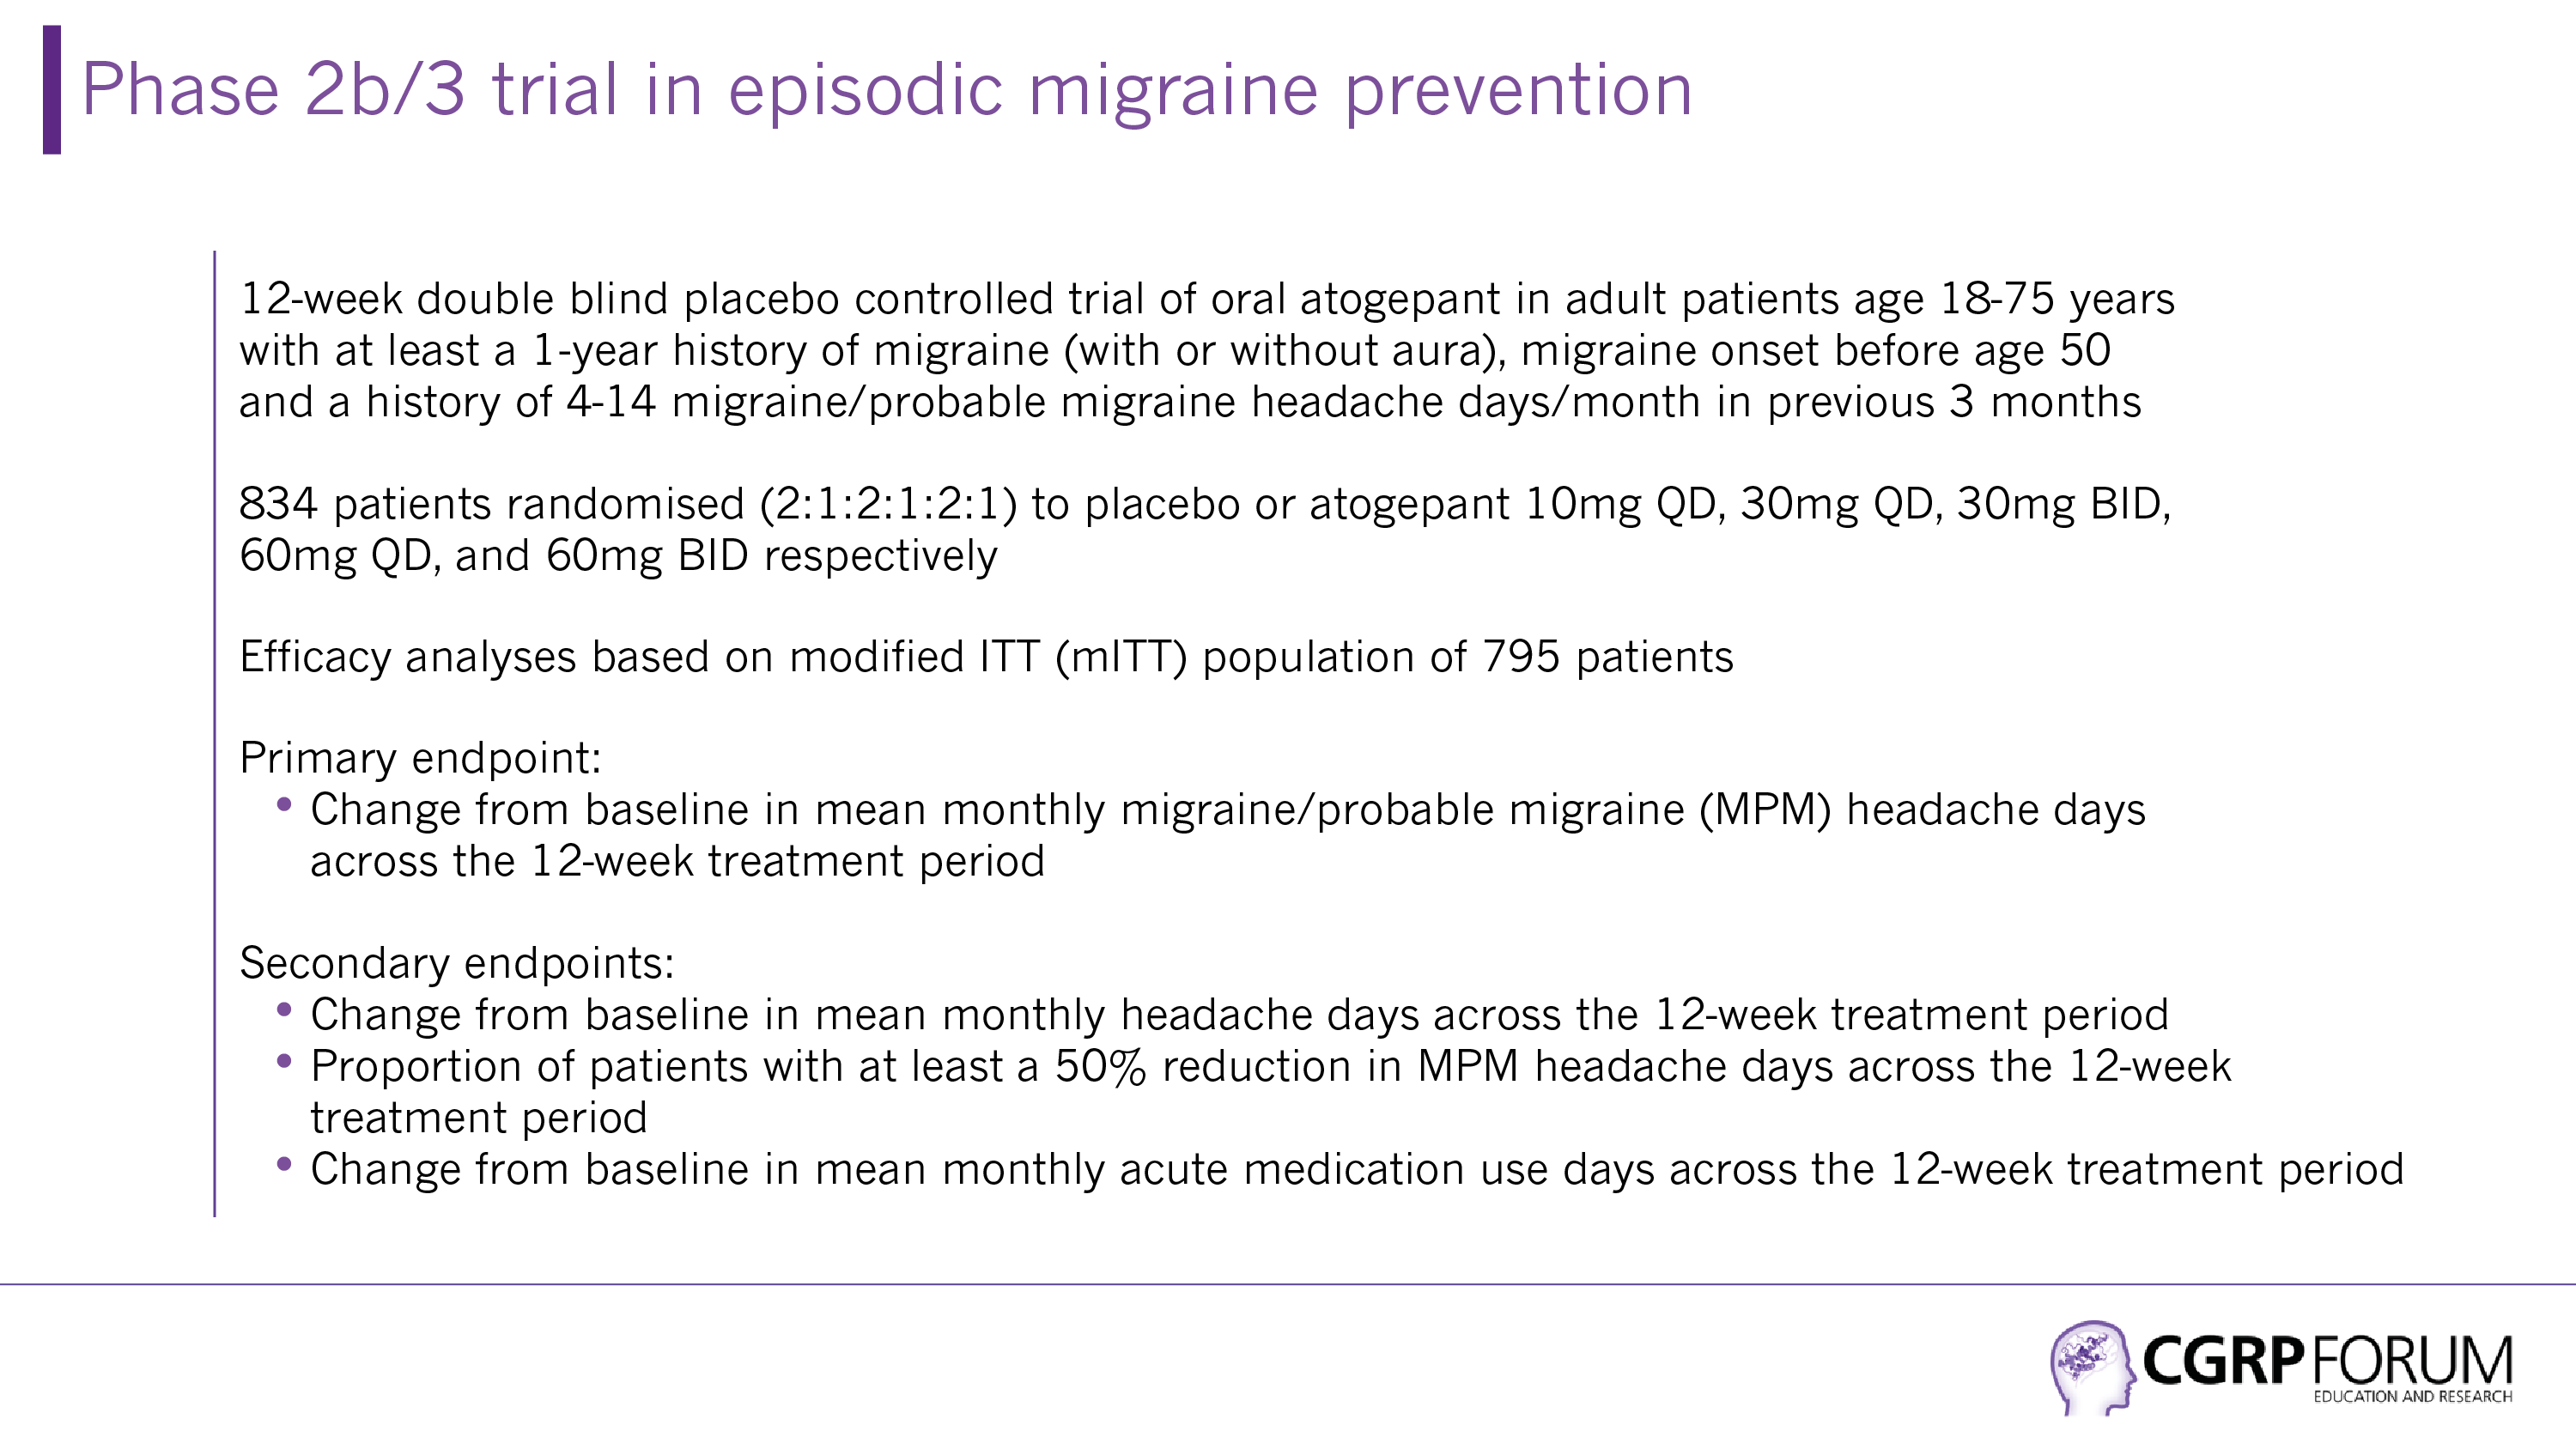 Phase 2b/3 trial in episodic migraine prevention
12-week double blind placebo controlled trial of oral atogepant in adult patients age 18-75 years
with at least a 1-year history of migraine (with or without aura), migraine onset before age 50
and a history of 4-14 migraine/probable migraine headache days/month in previous 3 months
834 patients randomised (2:1:2:1:2:1) to placebo or atogepant 10mg QD, 30mg QD, 30mg BID,
60mg QD, and 60mg BID respectively
Efficacy analyses based on modified ITT (mITT) population of 795 patients
Primary endpoint:
• Change from baseline in mean monthly migraine/probable migraine (MPM) headache days
across the 12-week treatment period
Secondary endpoints:
• Change from baseline in mean monthly headache days across the 12-week treatment period
• Proportion of patients with at least a 50% reduction in MPM headache days across the 12-week
treatment period
• Change from baseline in mean monthly acute medication use days across the 12-week treatment period
CGRP FORUM
EDUCATION AND RESEARCH